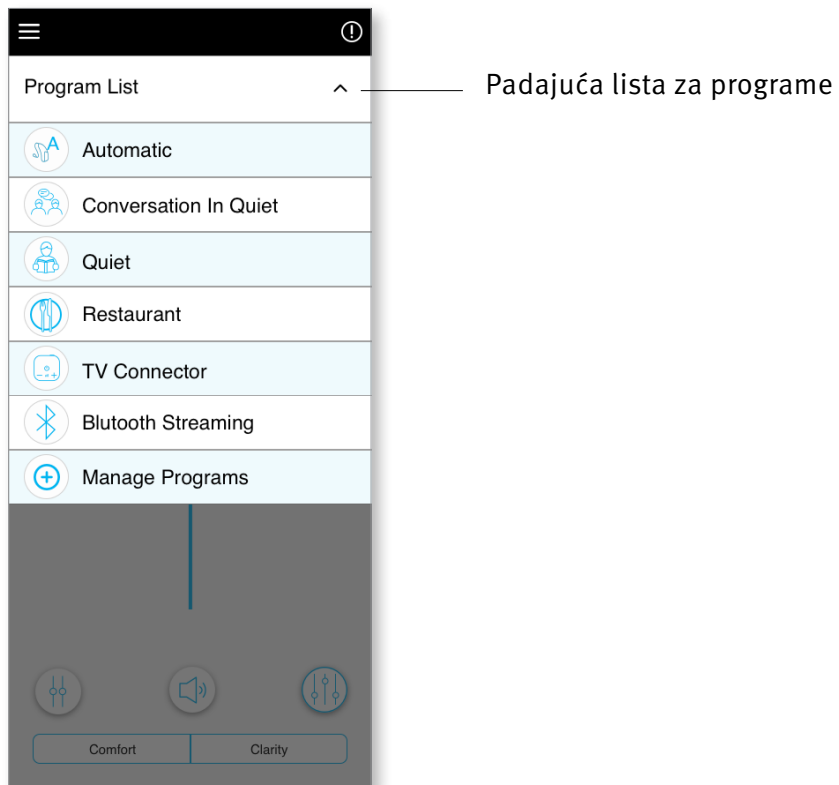 Program List
Padajuća lista za programe
A
Automatic
Conversation In Quiet
Quiet
Restaurant
TV Connector
Blutooth Streaming
Manage Programs
Comfort
Clarity